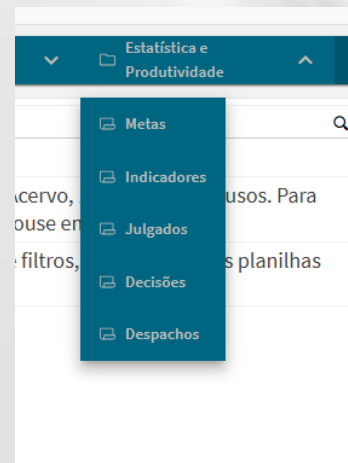 Estatística e
Produtividade
Metas
Acervo, usos. Para
Indicadores
ouse em
Julgados
filtros, s planilhas
Decisões
Despachos